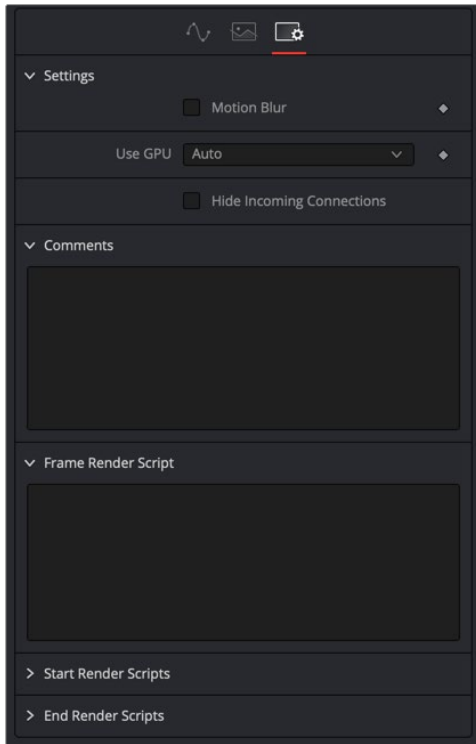 Settings
Motion Blur
Use GPU Auto
Hide Incoming Connections
Comments
Frame Render Script
Start Render Scripts
End Render Scripts